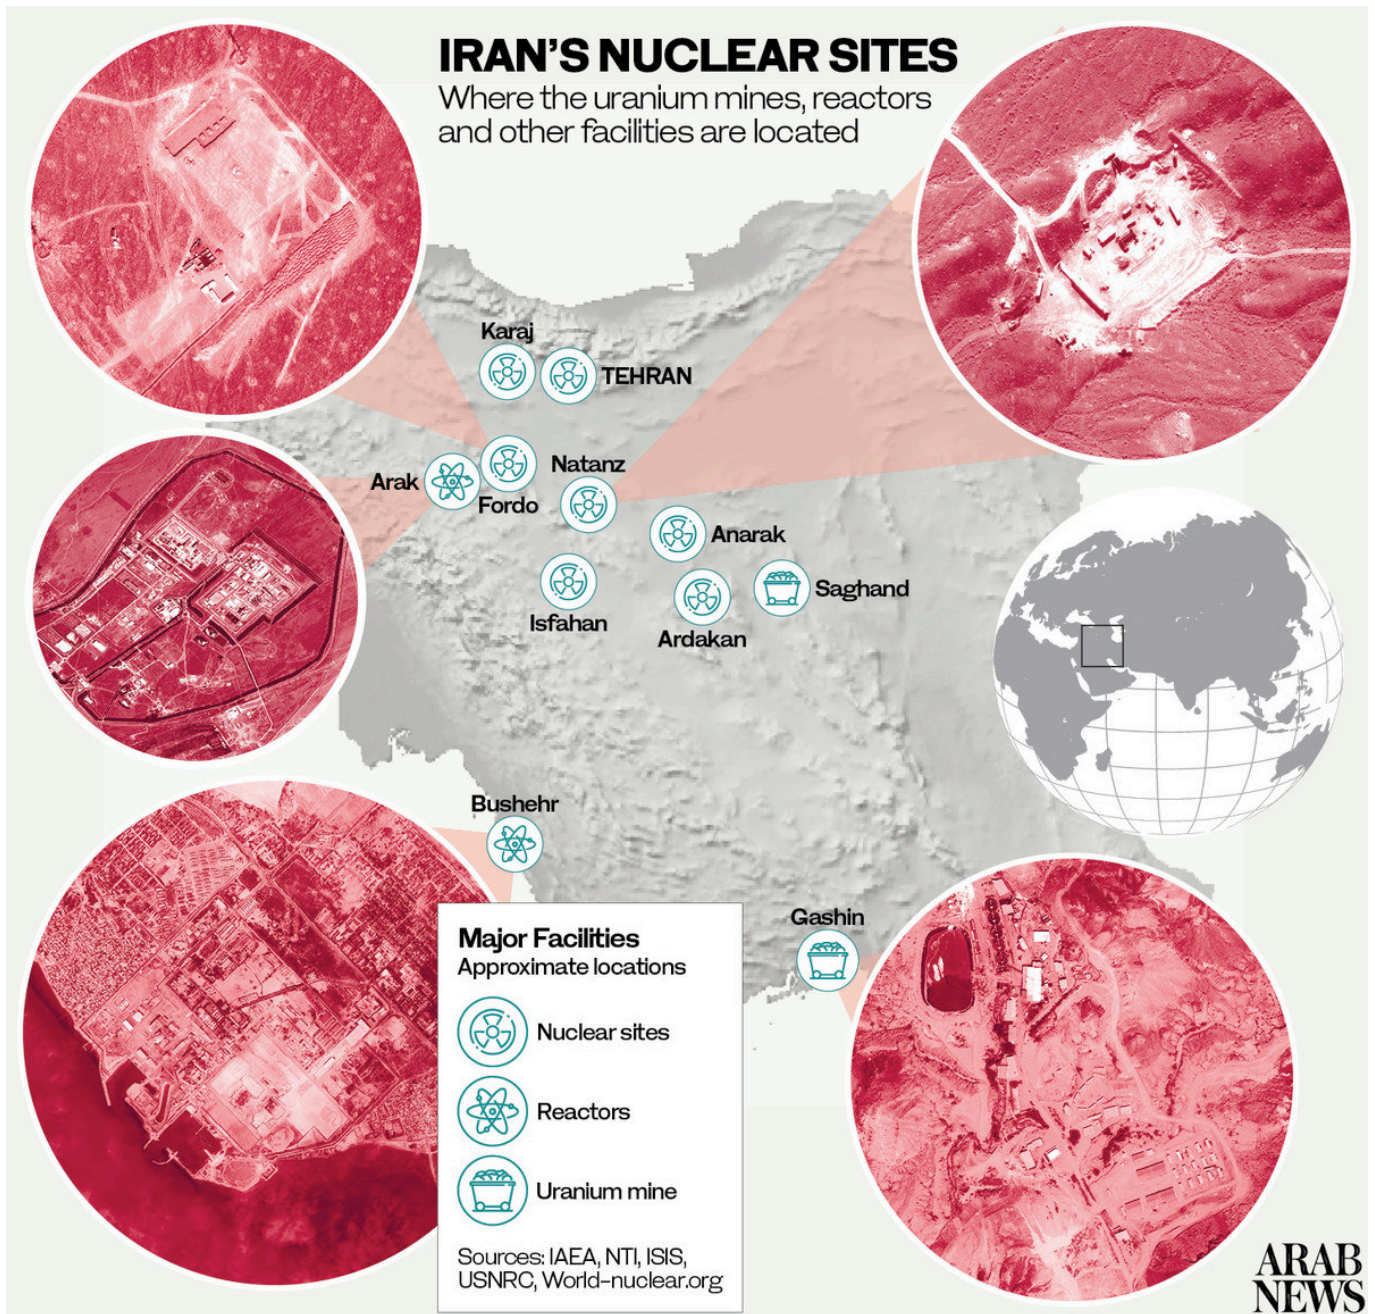 IRAN’S NUCLEAR SITES
Where the uranium mines, reactors
and other facilities are located
Karaj
TEHRAN
Arak
Fordo
Natanz
Anarak
Saghand
Isfahan
Ardakan
Bushehr
Gashin
Major Facilities
Approximate locations
Nuclear sites
Reactors
Uranium mine
Sources: IAEA, NTI, ISIS,
USNRC, World-nuclear.org
ARAB
NEWS